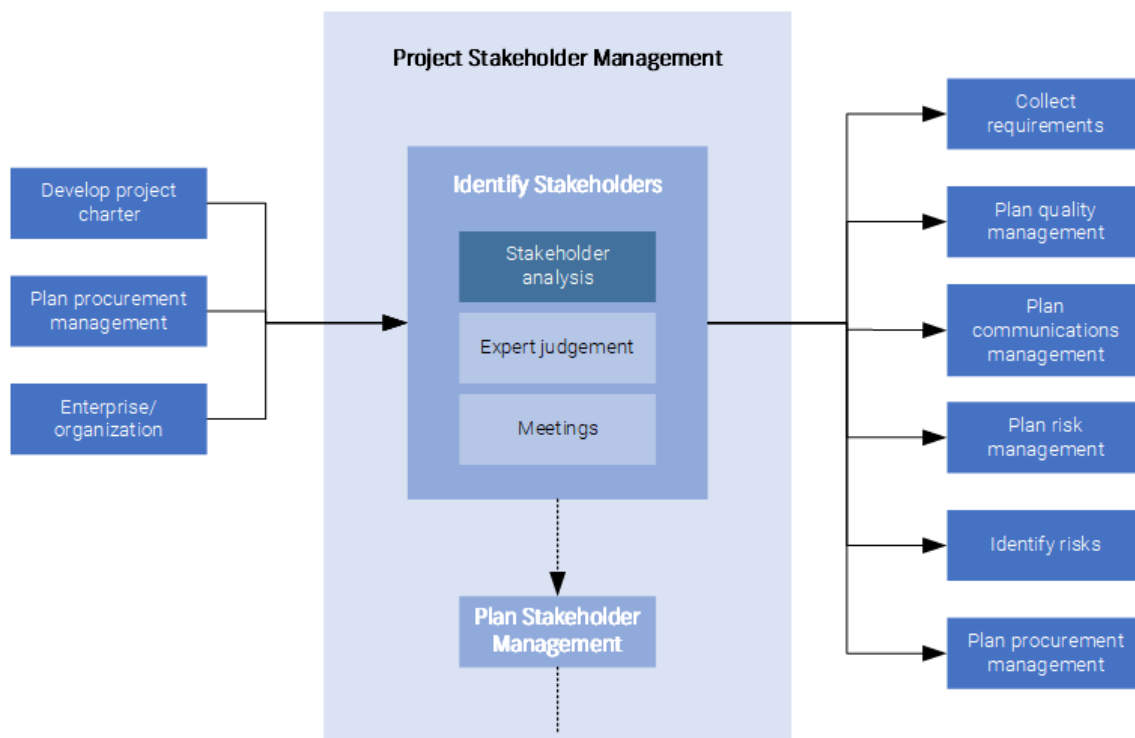 Project Stakeholder Management
Develop project
charter
Plan procurement
management
Enterprise/
organization
Identify Stakeholders
Stakeholder
analysis
Expert judgement
Meetings
Plan Stakeholder
Management
Collect
requirements
Plan quality
management
Plan
communications
management
Plan risk
management
Identify risks
Plan procurement
management